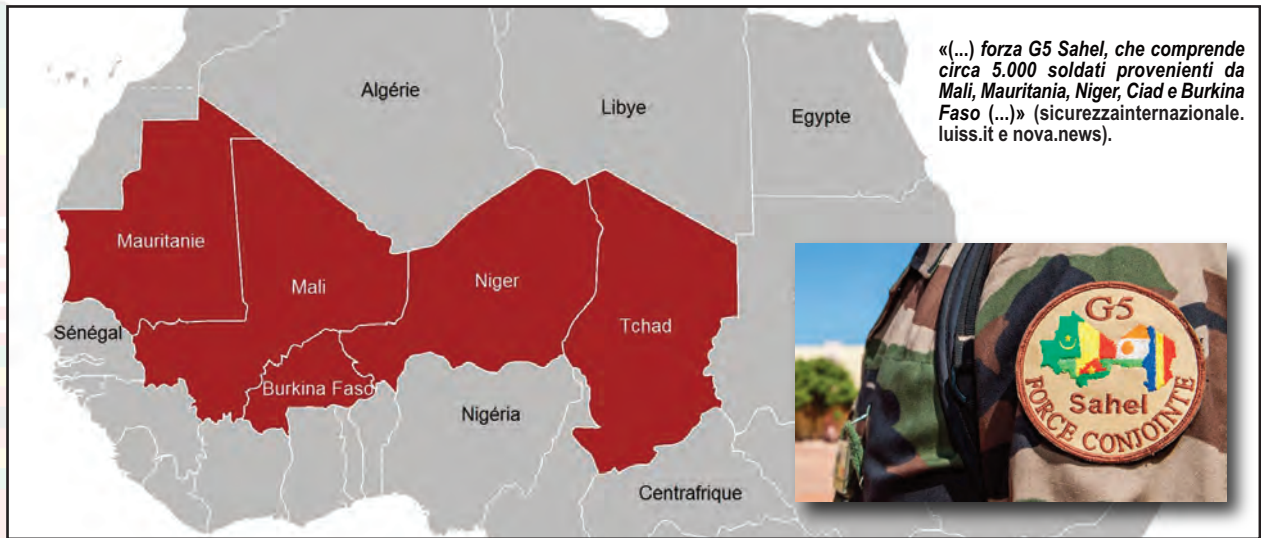 «(...) forza G5 Sahel, che comprende
circa 5.000 soldati provenienti da
Mali, Mauritania, Niger, Ciad e Burkina
Faso (...)» (sicurezzainternazionale.
luiss.it e nova.news).
Algérie
Libye
Egypte
Mauritanie
Mali
Niger
Tchad
Sénégal
Burkina Faso
Nigéria
Centrafrique
G5
Sahel
FORCE CONJOINTE